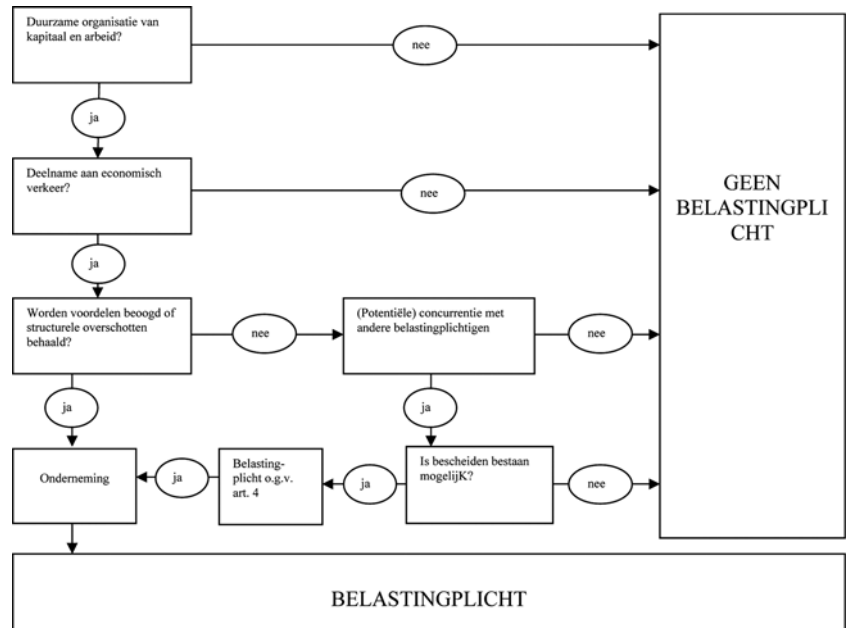 Duurzame organisatie van
kapitaal en arbeid?
nee
ja
Deelname aan economisch
verkeer?
nee
GEEN
BELASTINGPLI
CHT
ja
Worden voordelen beoogd of
structurele overschotten
behaald?
nee
(Potentiële) concurrentie met
andere belastingplichtigen
nee
ja
ja
Onderneming
ja
Belasting-
plicht o.g.v.
art. 4
ja
Is bescheiden bestaan
mogelijK?
nee
BELASTINGPLICHT